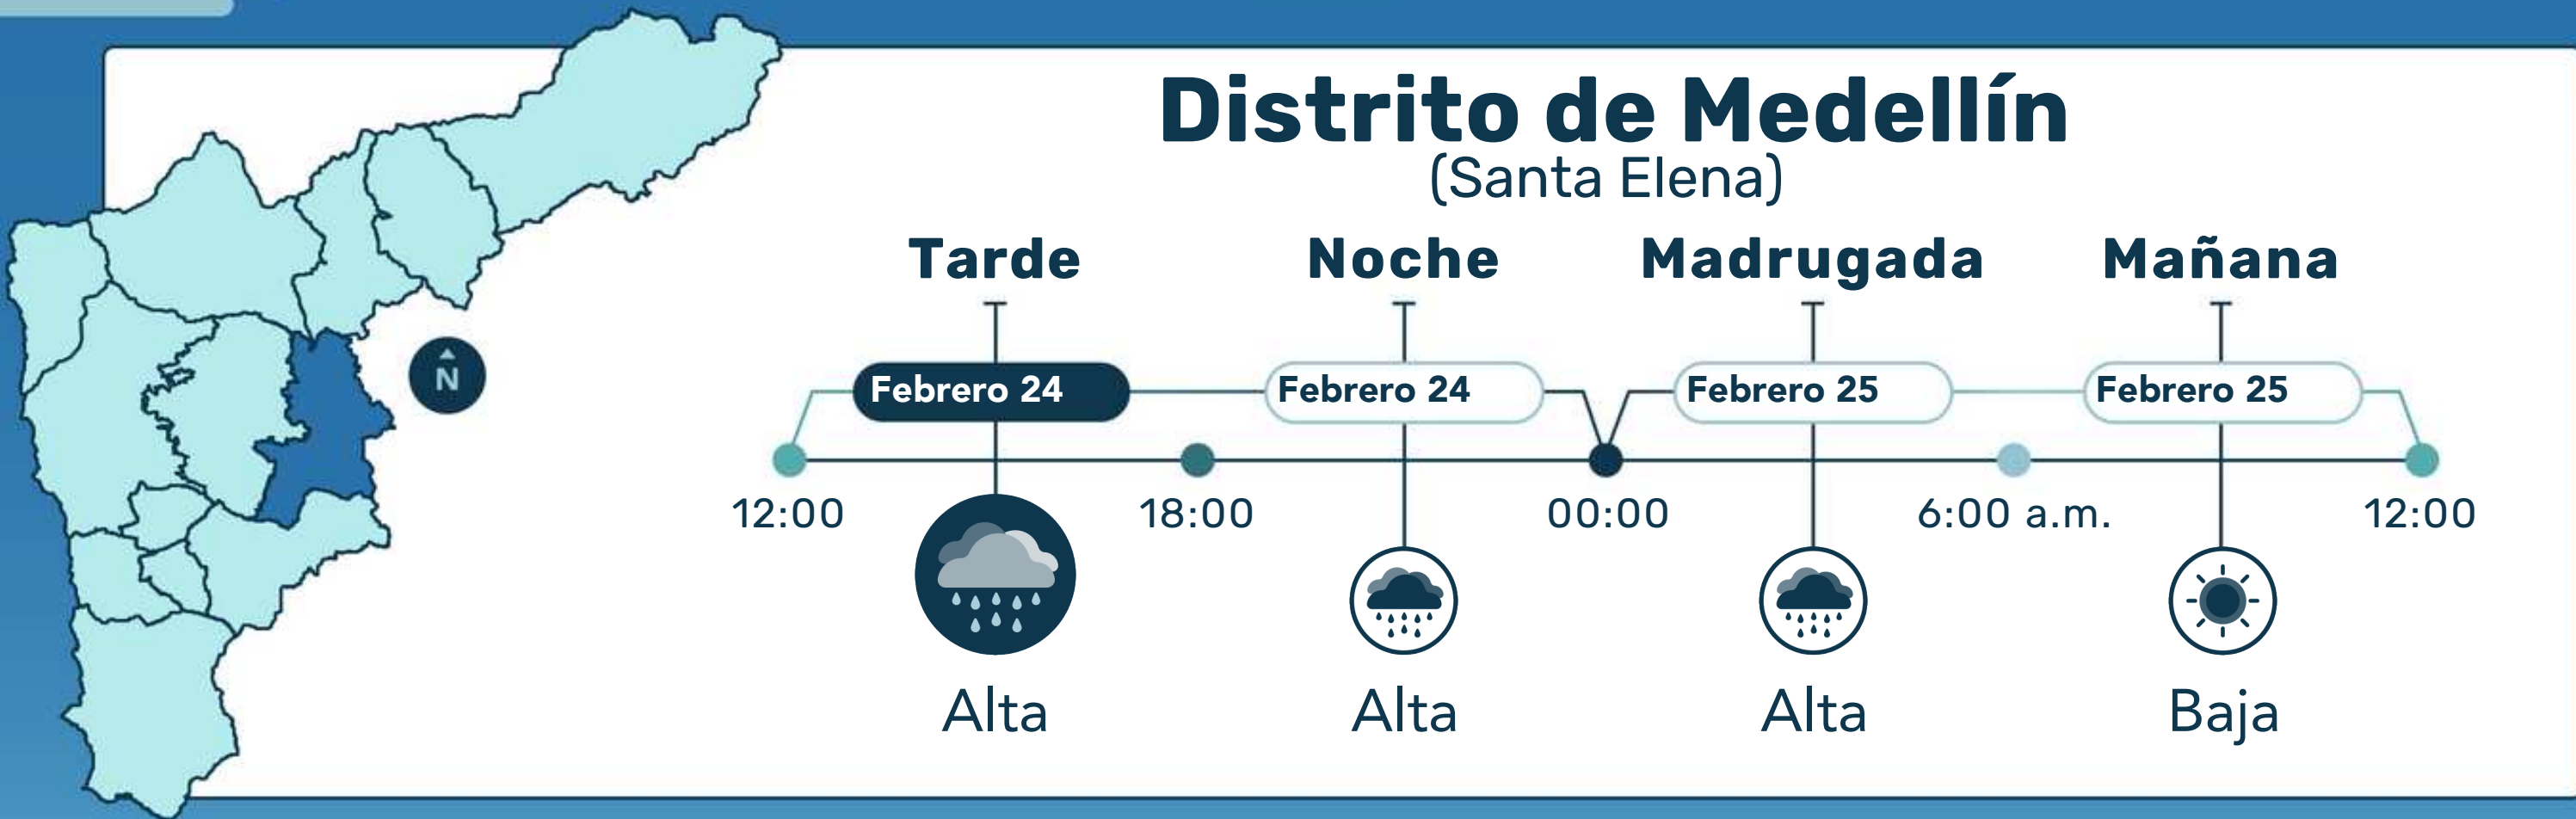 Distrito de Medellín
(Santa Elena)
Tarde Noche Madrugada Mañana
N
Febrero 24 Febrero 24 Febrero 25 Febrero 25
12:00 18:00 00:00 6:00 a.m. 12:00
Alta Alta Alta Baja